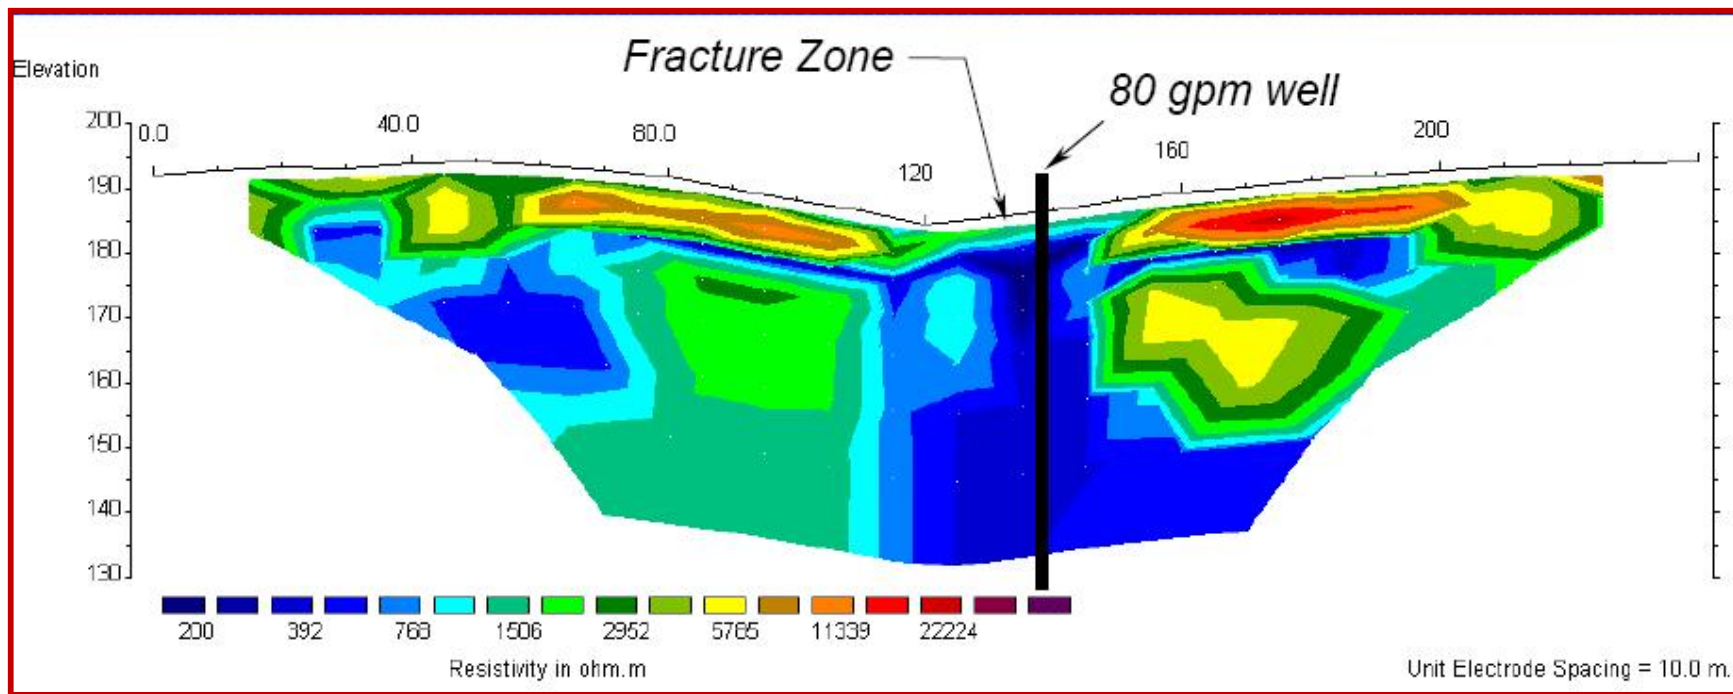 Fracture Zone
80 gpm well
Elevation
200
0.0
40.0
80.0
120
160
200
190
180
170
160
150
140
130
200 392 768 1506 2952 5785 11339 22224
Resistivity in ohm.m
Unit Electrode Spacing = 10.0 m.